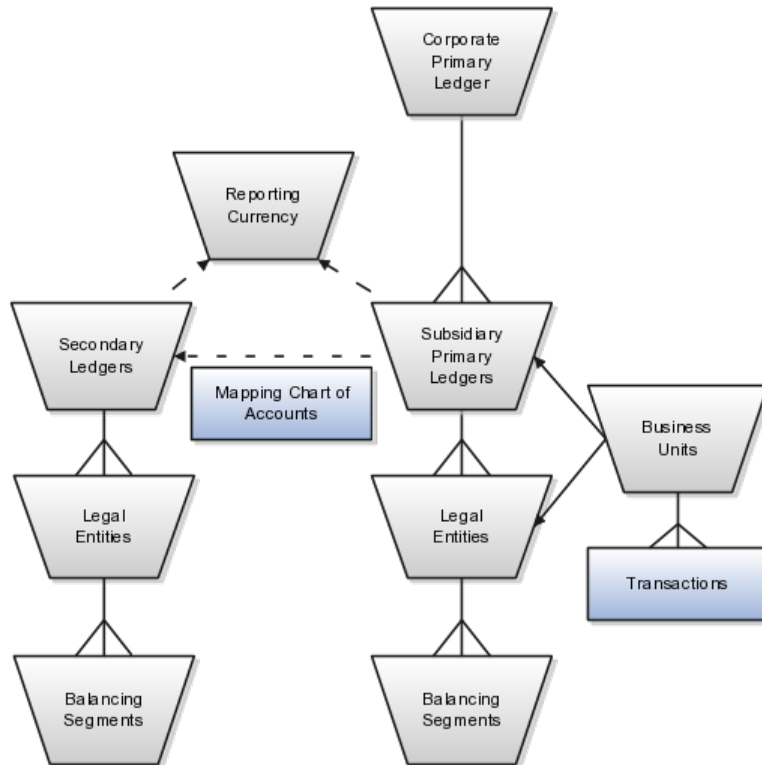 Corporate
Primary
Ledger
Reporting
Currency
Secondary
Ledgers
Subsidiary
Primary
Ledgers
Mapping Chart of
Accounts
Business
Units
Legal
Entities
Legal
Entities
Transactions
Balancing
Segments
Balancing
Segments